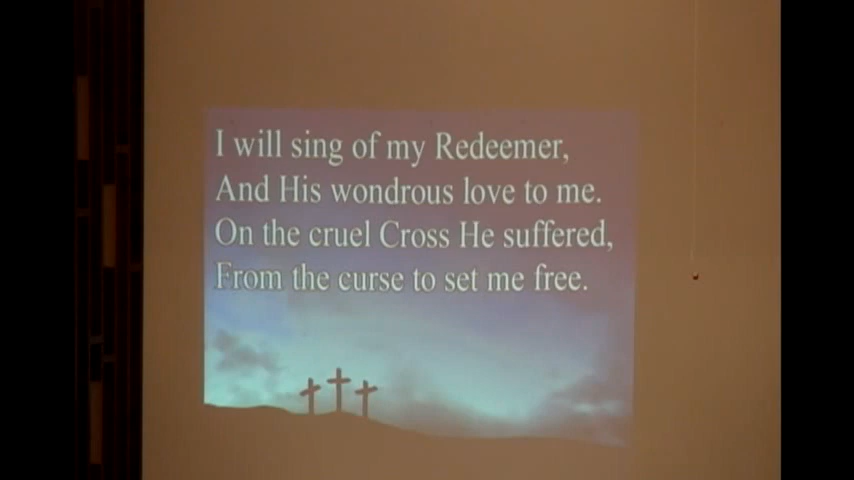 I will sing of my Redeemer,
And His wondrous love to me.
On the cruel Cross He suffered,
From the curse to set me free.